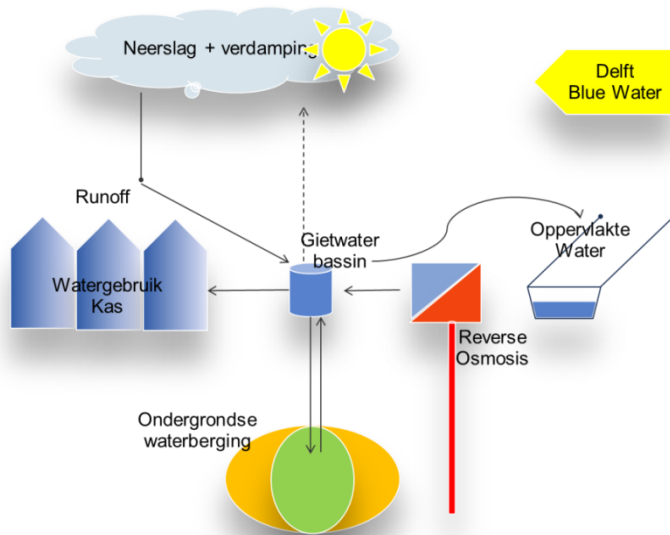 Neerslag + verdamping
Delft
Blue Water
Runoff
Gietwater
bassin
Oppervlakte
Water
Watergebruik
Kas
Reverse
Osmosis
Ondergrondse
waterberging